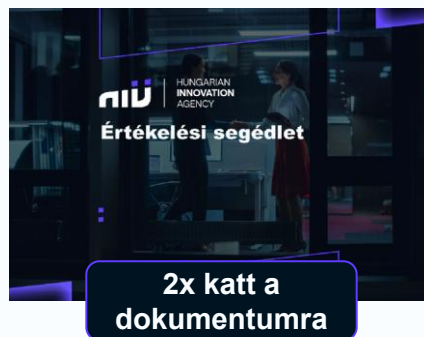 NIÜ
HUNGARIAN
INNOVATION
AGENCY
Értékelési segédlet
2x katt a
dokumentumra